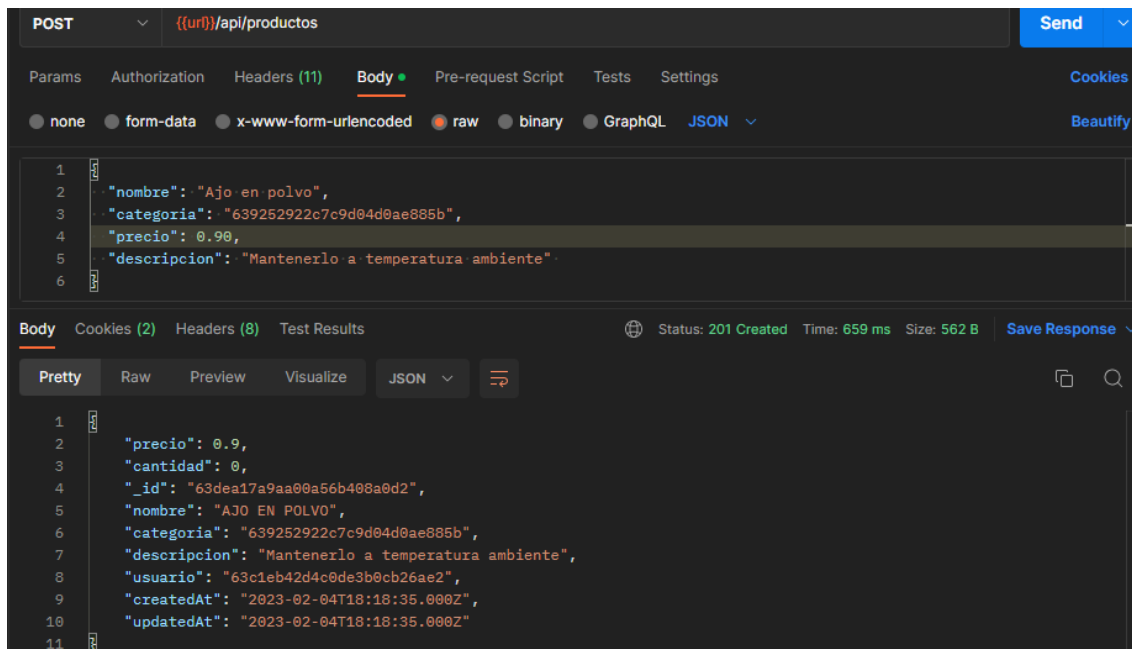 POST {{url}}/api/productos Send
Params Authorization Headers (11) Body Pre-request Script Tests Settings Cookies
none form-data x-www-form-urlencoded raw binary GraphQL JSON Beautify
1 {
2 "nombre": "Ajo en polvo",
3 "categoria": "639252922c7c9d04d0ae885b",
4 "precio": 0.90,
5 "descripcion": "Mantenerlo a temperatura ambiente"
6 }
Body Cookies (2) Headers (8) Test Results Status: 201 Created Time: 659 ms Size: 562 B Save Response
Pretty Raw Preview Visualize JSON
1 {
2 "precio": 0.9,
3 "cantidad": 0,
4 "_id": "63dea17a9aa00a56b408a0d2",
5 "nombre": "AJO EN POLVO",
6 "categoria": "639252922c7c9d04d0ae885b",
7 "descripcion": "Mantenerlo a temperatura ambiente",
8 "usuario": "63c1eb42d4c0de3b0cb26ae2",
9 "createdAt": "2023-02-04T18:18:35.000Z",
10 "updatedAt": "2023-02-04T18:18:35.000Z"
11 }